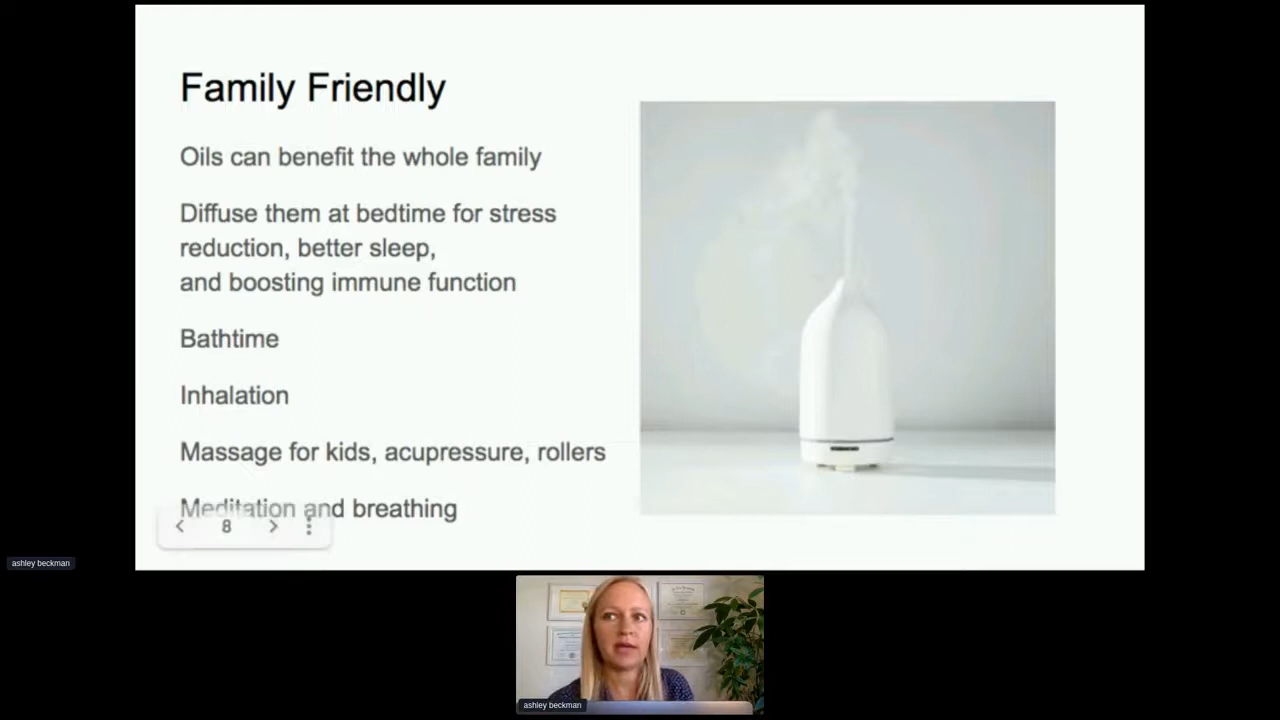 Family Friendly
Oils can benefit the whole family
Diffuse them at bedtime for stress
reduction, better sleep,
and boosting immune function
Bathtime
Inhalation
Massage for kids, acupressure, rollers
Meditation and breathing
8
ashley beckman
ashley beckman